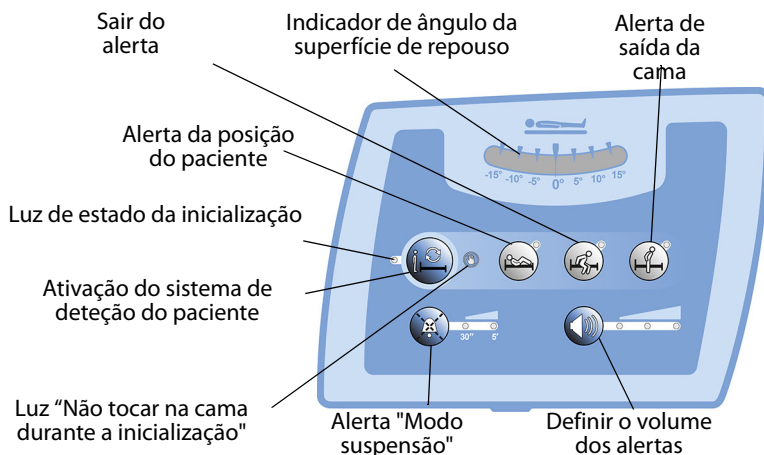 Sair do
alerta
Indicador de ângulo da
superfície de repouso
Alerta de
saída da
cama
Alerta da posição
do paciente
-15° -10° -5° 0° 5° 10° 15°
Luz de estado da inicialização
Ativação do sistema de
deteção do paciente
30" 5'
Luz “Não tocar na cama
durante a inicialização"
Alerta "Modo
suspensão"
Definir o volume
dos alertas